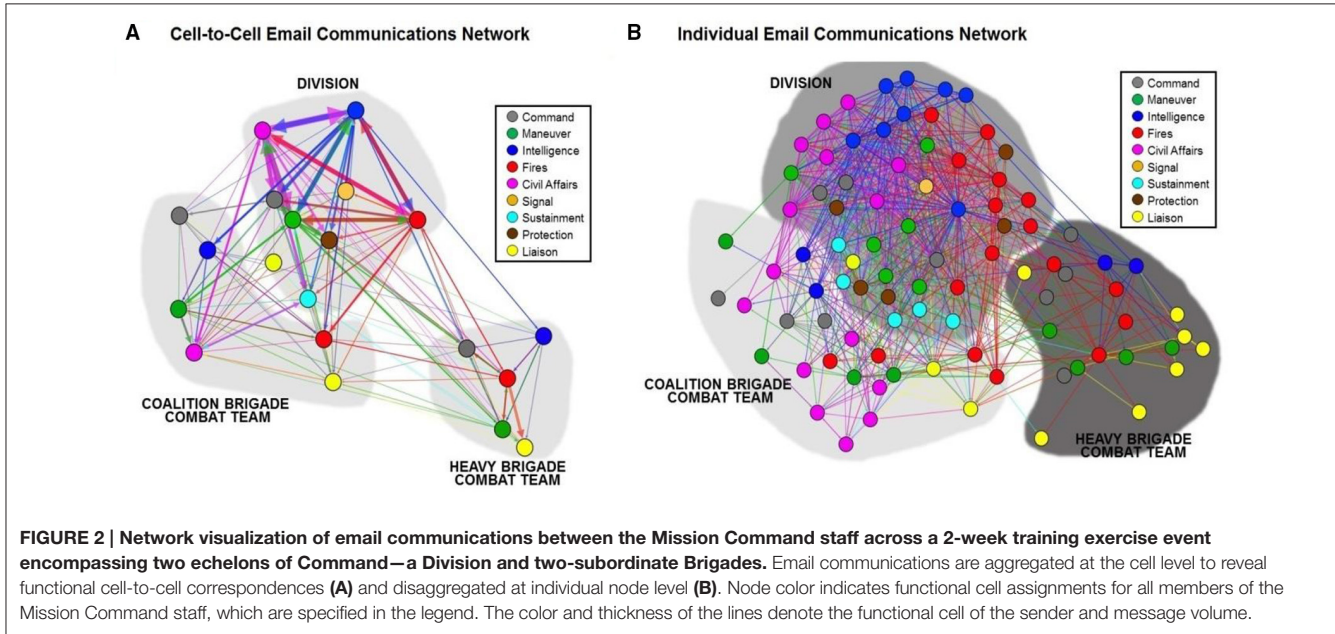 A Cell-to-Cell Email Communications Network
DIVISION
Command
Maneuver
Intelligence
Fires
Civil Affairs
Signal
Sustainment
Protection
Liaison
COALITION BRIGADE
COMBAT TEAM
HEAVY BRIGADE
COMBAT TEAM
B Individual Email Communications Network
DIVISION
Command
Maneuver
Intelligence
Fires
Civil Affairs
Signal
Sustainment
Protection
Liaison
COALITION BRIGADE
COMBAT TEAM
HEAVY BRIGADE
COMBAT TEAM
FIGURE 2 | Network visualization of email communications between the Mission Command staff across a 2-week training exercise event
encompassing two echelons of Command—a Division and two-subordinate Brigades. Email communications are aggregated at the cell level to reveal
functional cell-to-cell correspondences (A) and disaggregated at individual node level (B). Node color indicates functional cell assignments for all members of the
Mission Command staff, which are specified in the legend. The color and thickness of the lines denote the functional cell of the sender and message volume.